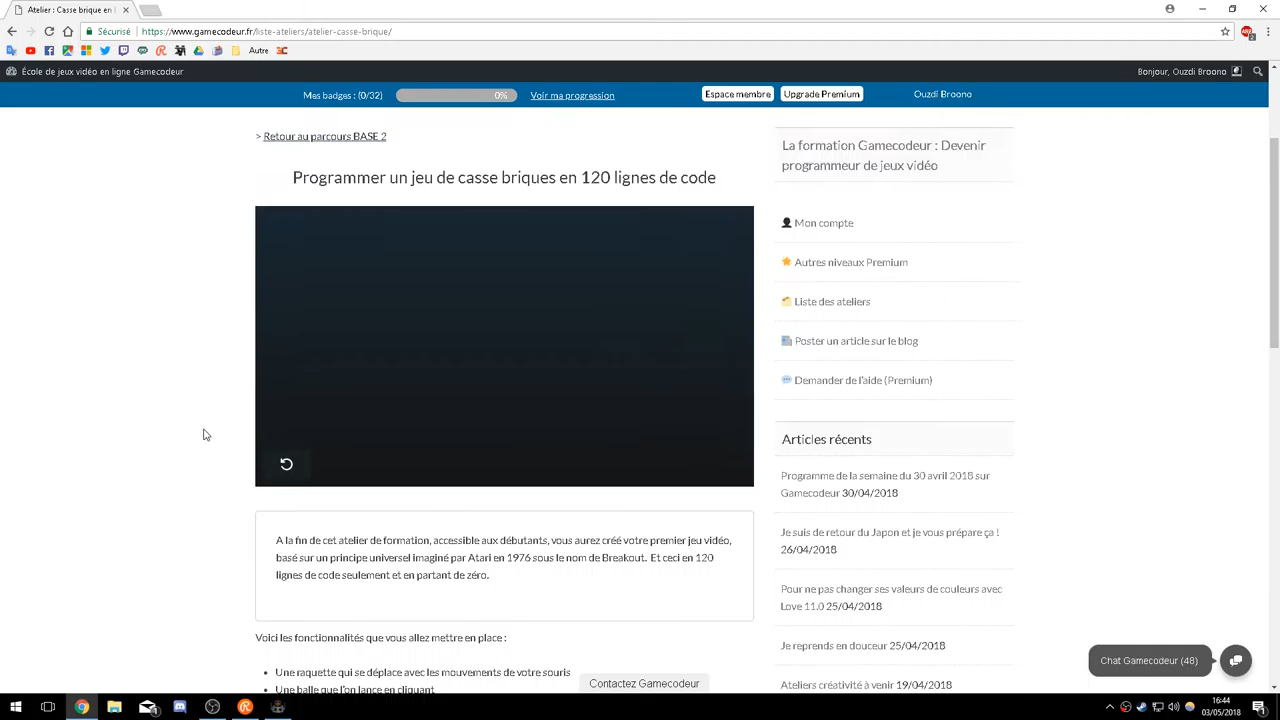 Atelier : Casse brique en
Sécurisé
https://www.gamecodeur.fr/liste-ateliers/atelier-casse-brique/
Autre
École de jeux vidéo en ligne Gamecodeur
Bonjour, Ouzdi Broono
Mes badges : (0/32)
0%
Voir ma progression
Espace membre
Upgrade Premium
Ouzdi Broono
> Retour au parcours BASE 2
Programmer un jeu de casse briques en 120 lignes de code
A la fin de cet atelier de formation, accessible aux débutants, vous aurez créé votre premier jeu vidéo,
basé sur un principe universel imaginé par Atari en 1976 sous le nom de Breakout.  Et ceci en 120
lignes de code seulement et en partant de zéro.
Voici les fonctionnalités que vous allez mettre en place :
Une raquette qui se déplace avec les mouvements de votre souris
Une balle que l'on lance en cliquant
La formation Gamecodeur : Devenir
programmeur de jeux vidéo
Mon compte
Autres niveaux Premium
Liste des ateliers
Poster un article sur le blog
Demander de l'aide (Premium)
Articles récents
Programme de la semaine du 30 avril 2018 sur
Gamecodeur 30/04/2018
Je suis de retour du Japon et je vous prépare ça !
26/04/2018
Pour ne pas changer ses valeurs de couleurs avec
Love 11.0 25/04/2018
Je reprends en douceur 25/04/2018
Ateliers créativité à venir 19/04/2018
Chat Gamecodeur (48)
Contactez Gamecodeur
16:44
03/05/2018